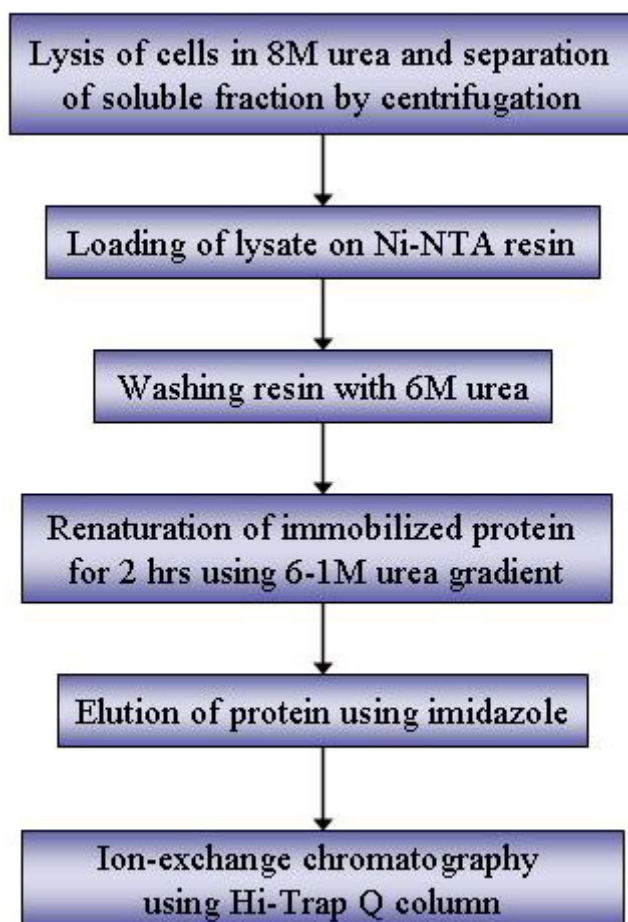 Lysis of cells in 8M urea and separation
of soluble fraction by centrifugation
Loading of lysate on Ni-NTA resin
Washing resin with 6M urea
Renaturation of immobilized protein
for 2 hrs using 6-1M urea gradient
Elution of protein using imidazole
Ion-exchange chromatography
using Hi-Trap Q column